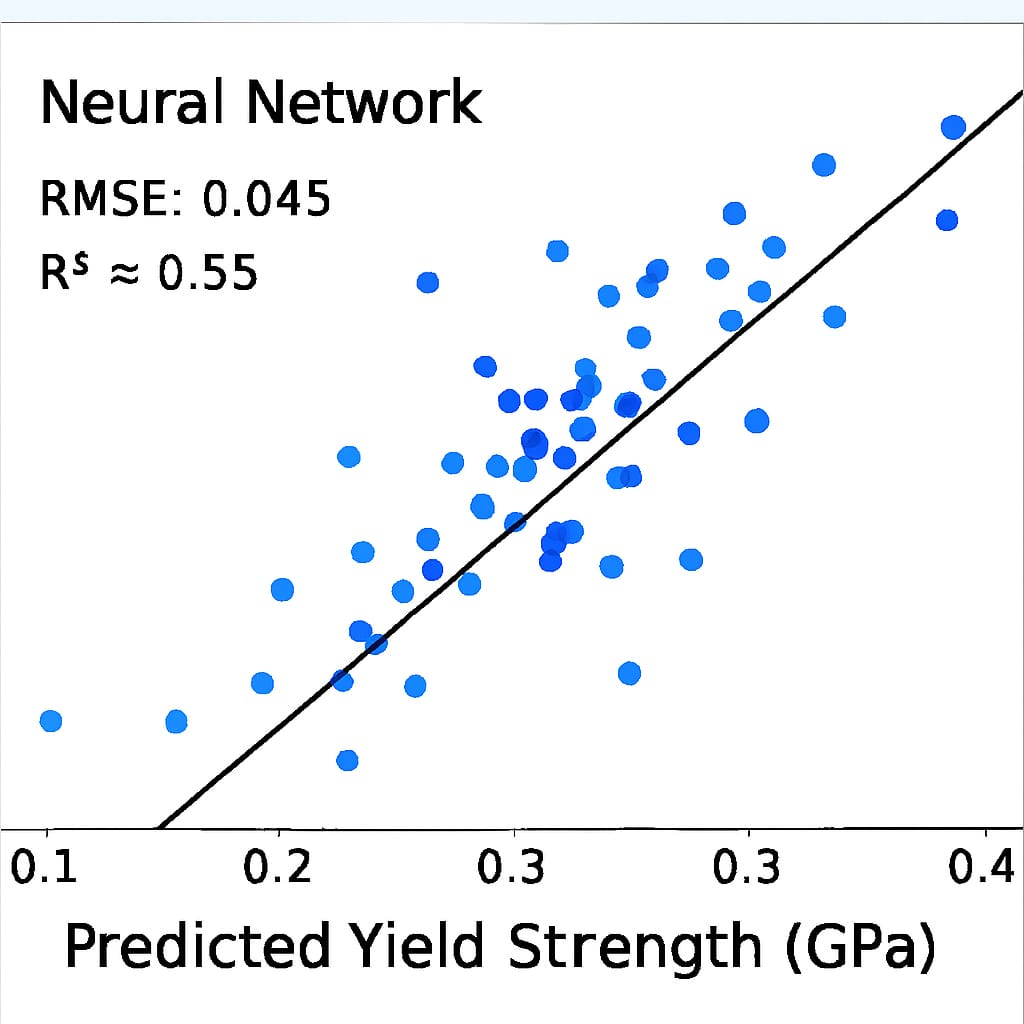 Neural Network
RMSE: 0.045
R^$ ≈ 0.55
0.1 0.2 0.3 0.3 0.4
Predicted Yield Strength (GPa)